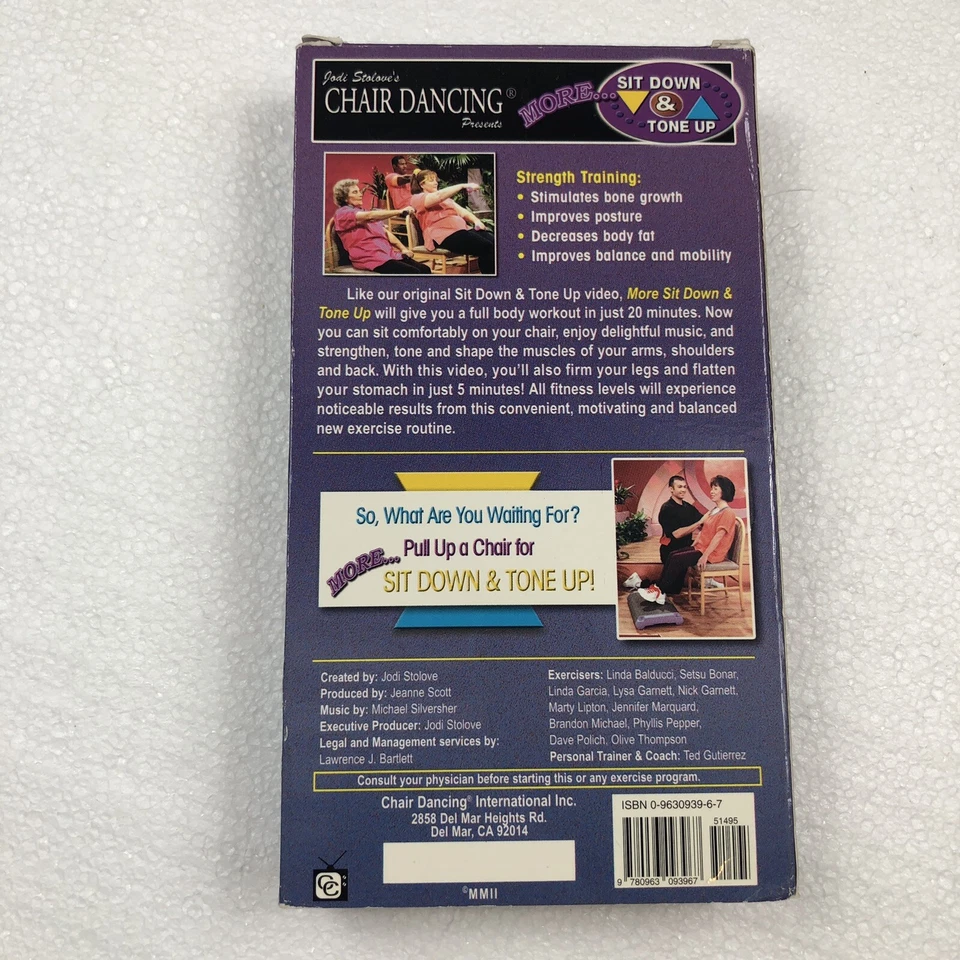 Jodi Stolove's
CHAIR DANCING®
Presents
MORE...
SIT DOWN
&
TONE UP
Strength Training:
• Stimulates bone growth
• Improves posture
• Decreases body fat
• Improves balance and mobility
Like our original Sit Down & Tone Up video, More Sit Down &
Tone Up will give you a full body workout in just 20 minutes. Now
you can sit comfortably on your chair, enjoy delightful music, and
strengthen, tone and shape the muscles of your arms, shoulders
and back. With this video, you'll also firm your legs and flatten
your stomach in just 5 minutes! All fitness levels will experience
noticeable results from this convenient, motivating and balanced
new exercise routine.
So, What Are You Waiting For?
Pull Up a Chair for
MORE...
SIT DOWN & TONE UP!
Created by: Jodi Stolove
Produced by: Jeanne Scott
Music by: Michael Silversher
Executive Producer: Jodi Stolove
Legal and Management services by:
Lawrence J. Bartlett
Exercisers: Linda Balducci, Setsu Bonar,
Linda Garcia, Lysa Garnett, Nick Garnett,
Marty Lipton, Jennifer Marquard,
Brandon Michael, Phyllis Pepper,
Dave Polich, Olive Thompson
Personal Trainer & Coach: Ted Gutierrez
Consult your physician before starting this or any exercise program.
Chair Dancing® International Inc.
2858 Del Mar Heights Rd.
Del Mar, CA 92014
©MMII
CC
ISBN 0-9630939-6-7
51495
9 780963 093967